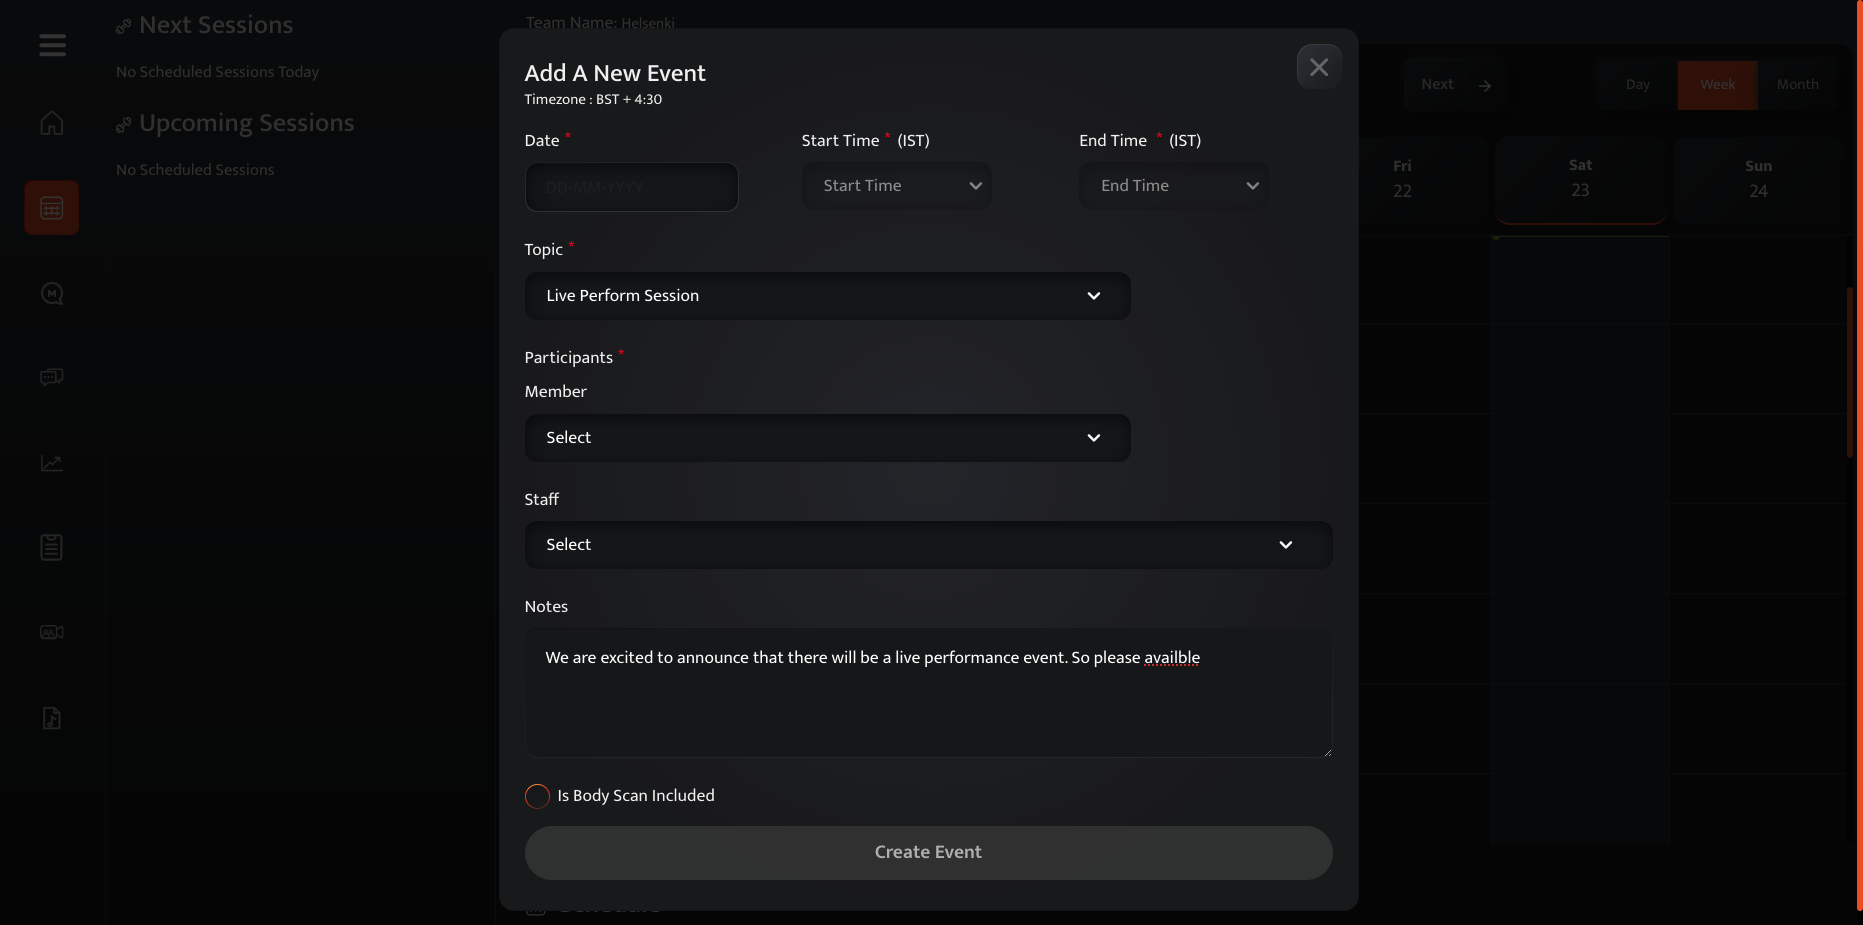 Next Sessions
No Scheduled Sessions Today
Upcoming Sessions
No Scheduled Sessions
Team Name: Helsenki
Next
Day
Week
Month
Fri
22
Sat
23
Sun
24
Add A New Event
Timezone : BST + 4:30
Date *
DD-MM-YYYY
Start Time * (IST)
Start Time
End Time * (IST)
End Time
Topic *
Live Perform Session
Participants *
Member
Select
Staff
Select
Notes
We are excited to announce that there will be a live performance event. So please availble
Is Body Scan Included
Create Event